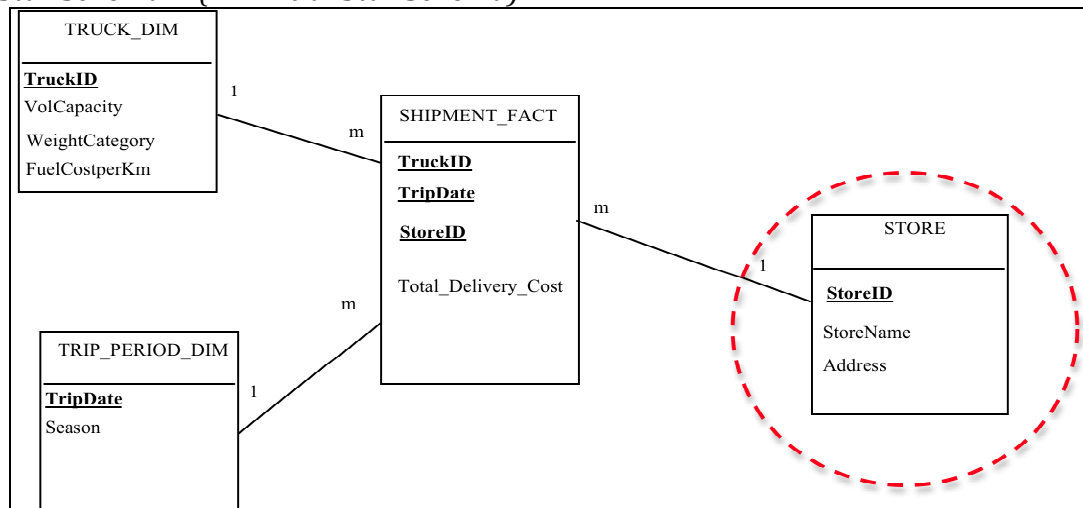 TRUCK_DIM
TruckID
VolCapacity
WeightCategory
FuelCostperKm
1
m
SHIPMENT_FACT
TruckID
TripDate
StoreID
Total_Delivery_Cost
m
1
STORE
StoreID
StoreName
Address
m
1
TRIP_PERIOD_DIM
TripDate
Season